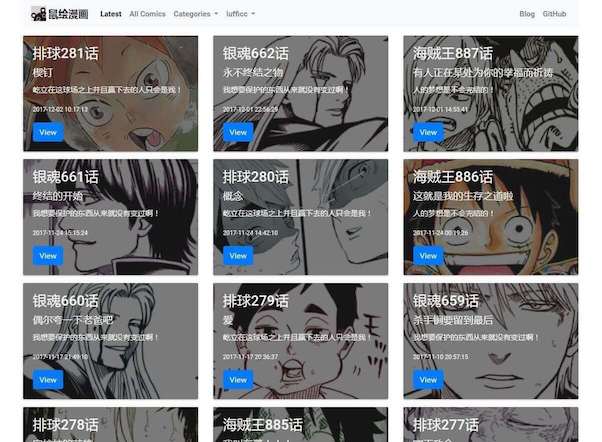 鼠绘漫画 Latest All Comics Categories lufficc Blog GitHub
排球281话
楔钉
屹立在这球场之上并且赢下去的人只会是我！
2017-12-02 10:17:13
View
银魂662话
永不终结之物
我想要保护的东西从来就没有变过啊！
2017-12-01 22:56:29
View
海贼王887话
有人正在某处为你的幸福而祈祷
人的梦想是不会完结的！
2017-12-01 14:53:41
View
银魂661话
终结的开始
我想要保护的东西从来就没有变过啊！
2017-11-24 15:15:24
View
排球280话
概念
屹立在这球场之上并且赢下去的人只会是我！
2017-11-24 14:42:10
View
海贼王886话
这就是我的生存之道啦
人的梦想是不会完结的！
2017-11-24 00:19:26
View
银魂660话
偶尔夸一下老爸吧
我想要保护的东西从来就没有变过啊！
2017-11-17 21:49:10
View
排球279话
爱
屹立在这球场之上并且赢下去的人只会是我！
2017-11-17 20:36:37
View
银魂659话
杀手锏要留到最后
我想要保护的东西从来就没有变过啊！
2017-11-10 20:57:15
View
排球278话
海贼王885话
排球277话